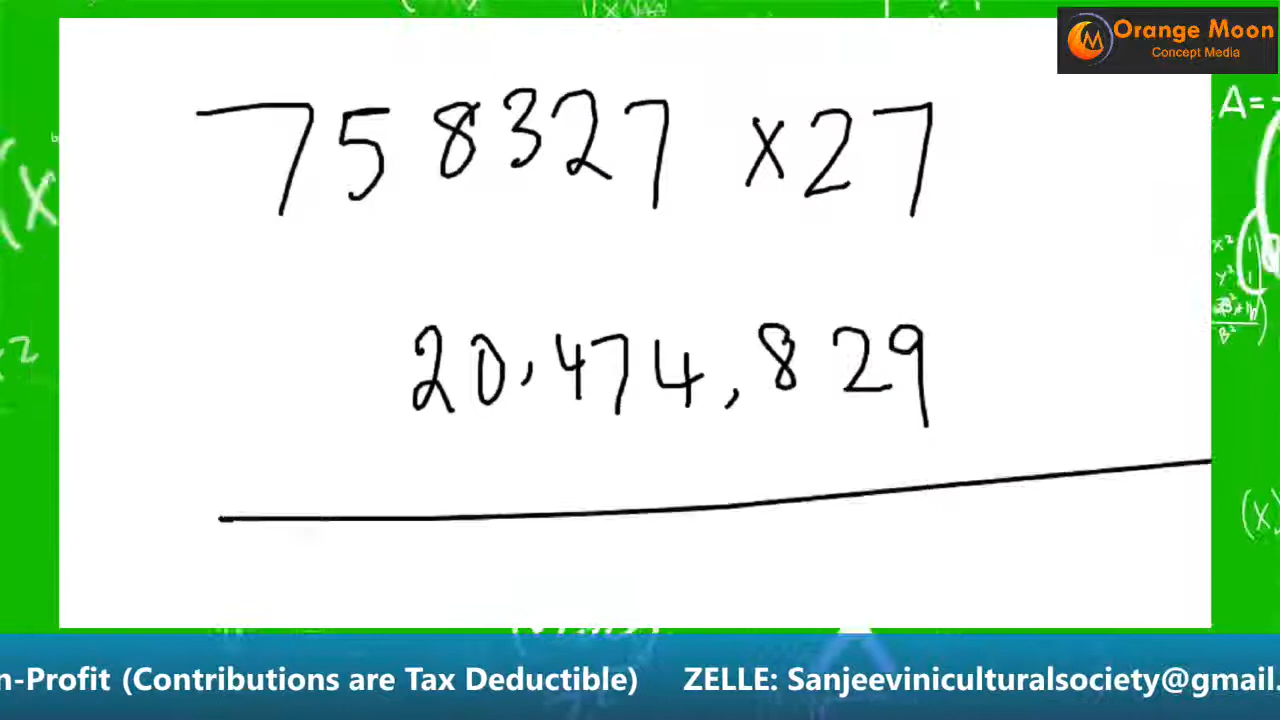 Orange Moon
Concept Media
A=
758327 x27
20,474,829
n-Profit (Contributions are Tax Deductible) ZELLE: Sanjeeviniculturalsociety@gmail.